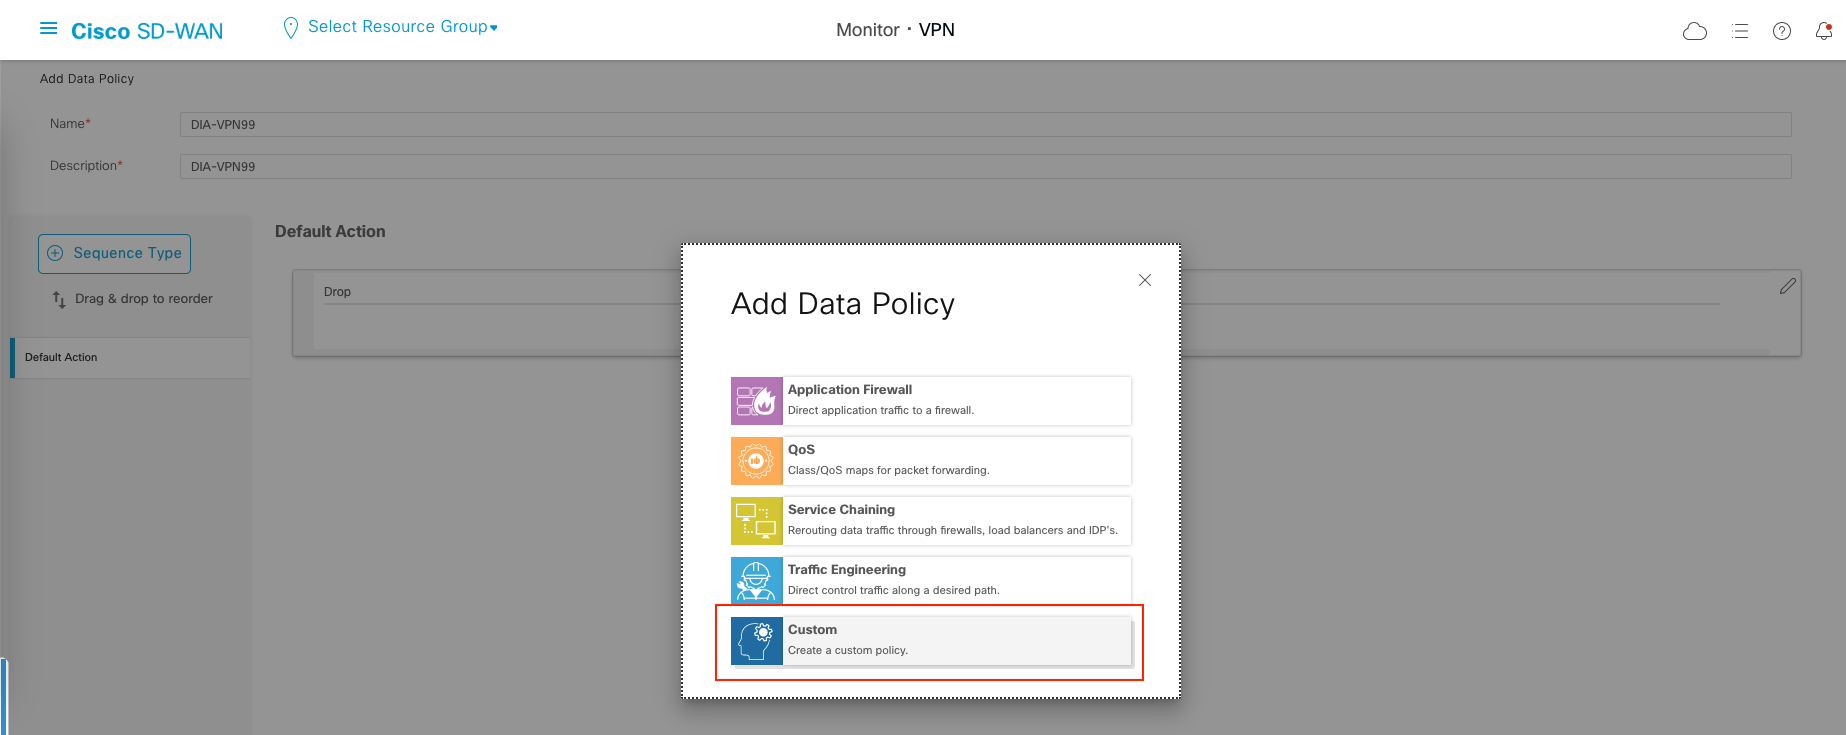 Cisco SD-WAN
Select Resource Group
Monitor · VPN
Add Data Policy
Name*
DIA-VPN99
Description*
DIA-VPN99
Sequence Type
Drag & drop to reorder
Default Action
Default Action
Drop
Add Data Policy
Application Firewall
Direct application traffic to a firewall.
QoS
Class/QoS maps for packet forwarding.
Service Chaining
Rerouting data traffic through firewalls, load balancers and IDP's.
Traffic Engineering
Direct control traffic along a desired path.
Custom
Create a custom policy.